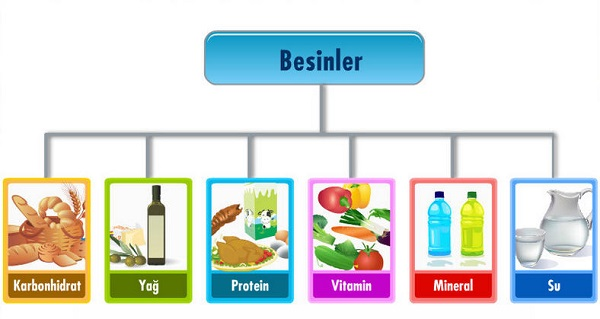 Besinler
Karbonhidrat
Yağ
Protein
Vitamin
Mineral
Su